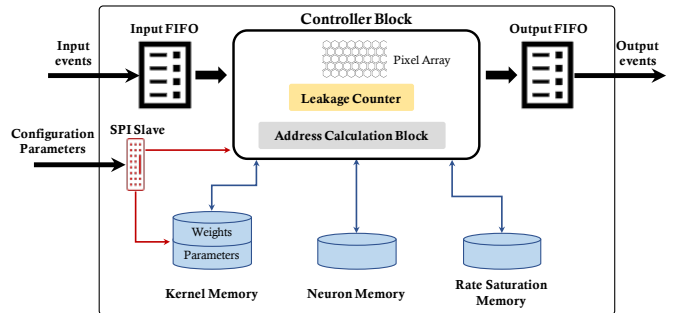 Controller Block
Input FIFO
Output FIFO
Input
events
Output
events
Pixel Array
Leakage Counter
Address Calculation Block
Configuration
Parameters
SPI Slave
Weights
Parameters
Kernel Memory
Neuron Memory
Rate Saturation
Memory